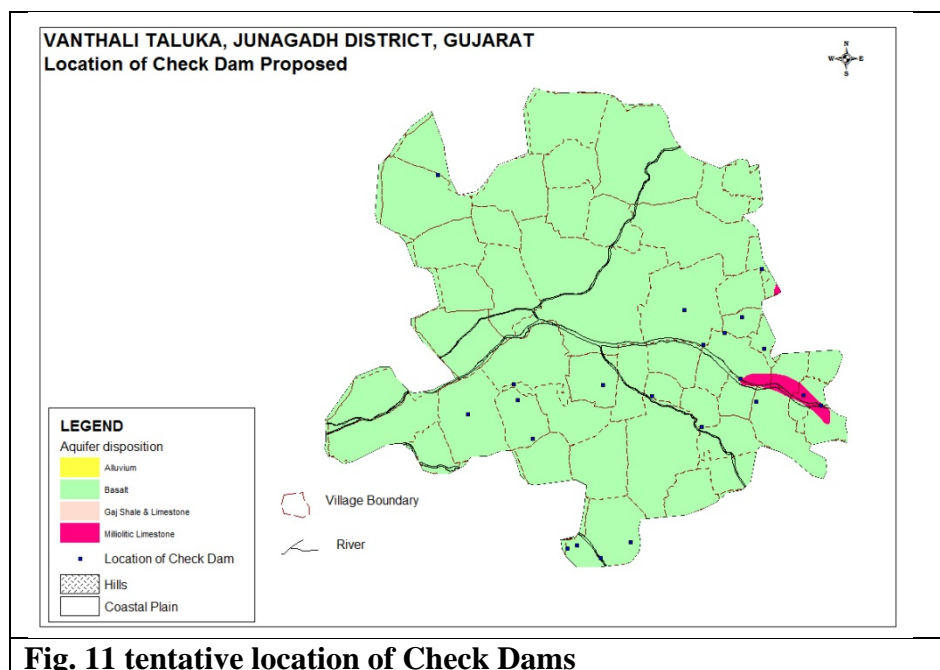 VANTHALI TALUKA, JUNAGADH DISTRICT, GUJARAT
Location of Check Dam Proposed
N
W E
S
LEGEND
Aquifer disposition
Alluvium
Basalt
Gaj Shale & Limestone
Milliolitic Limestone
Location of Check Dam
Hills
Coastal Plain
Village Boundary
River
Fig. 11 tentative location of Check Dams